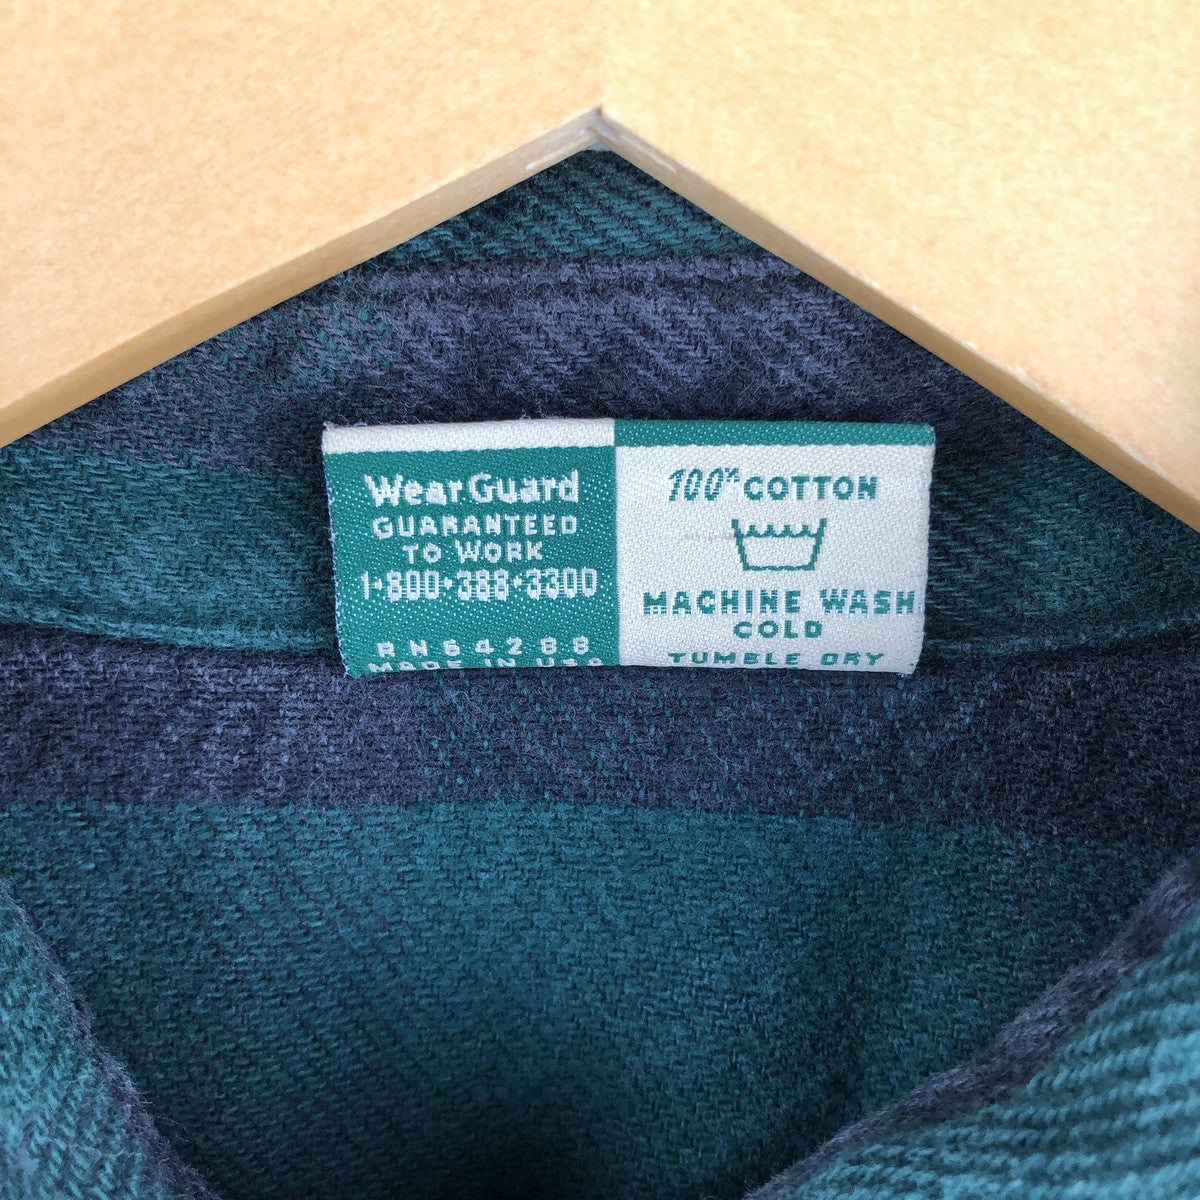 WearGuard
GUARANTEED
TO WORK
1•800•388•3300
RN64288
MADE IN USA
100% COTTON
MACHINE WASH
COLD
TUMBLE DRY